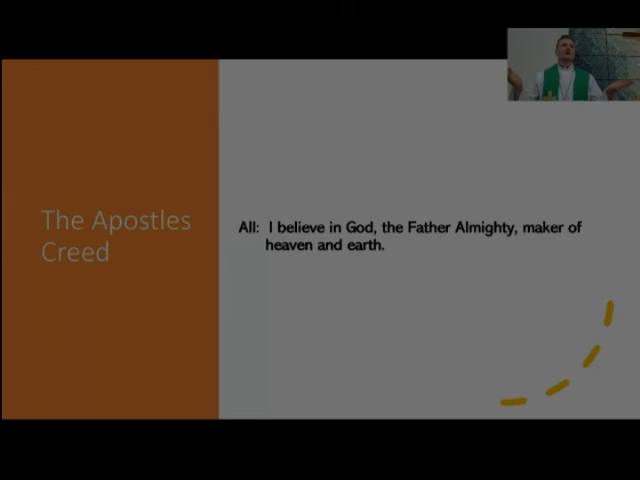 The Apostles
Creed
All: I believe in God, the Father Almighty, maker of
heaven and earth.